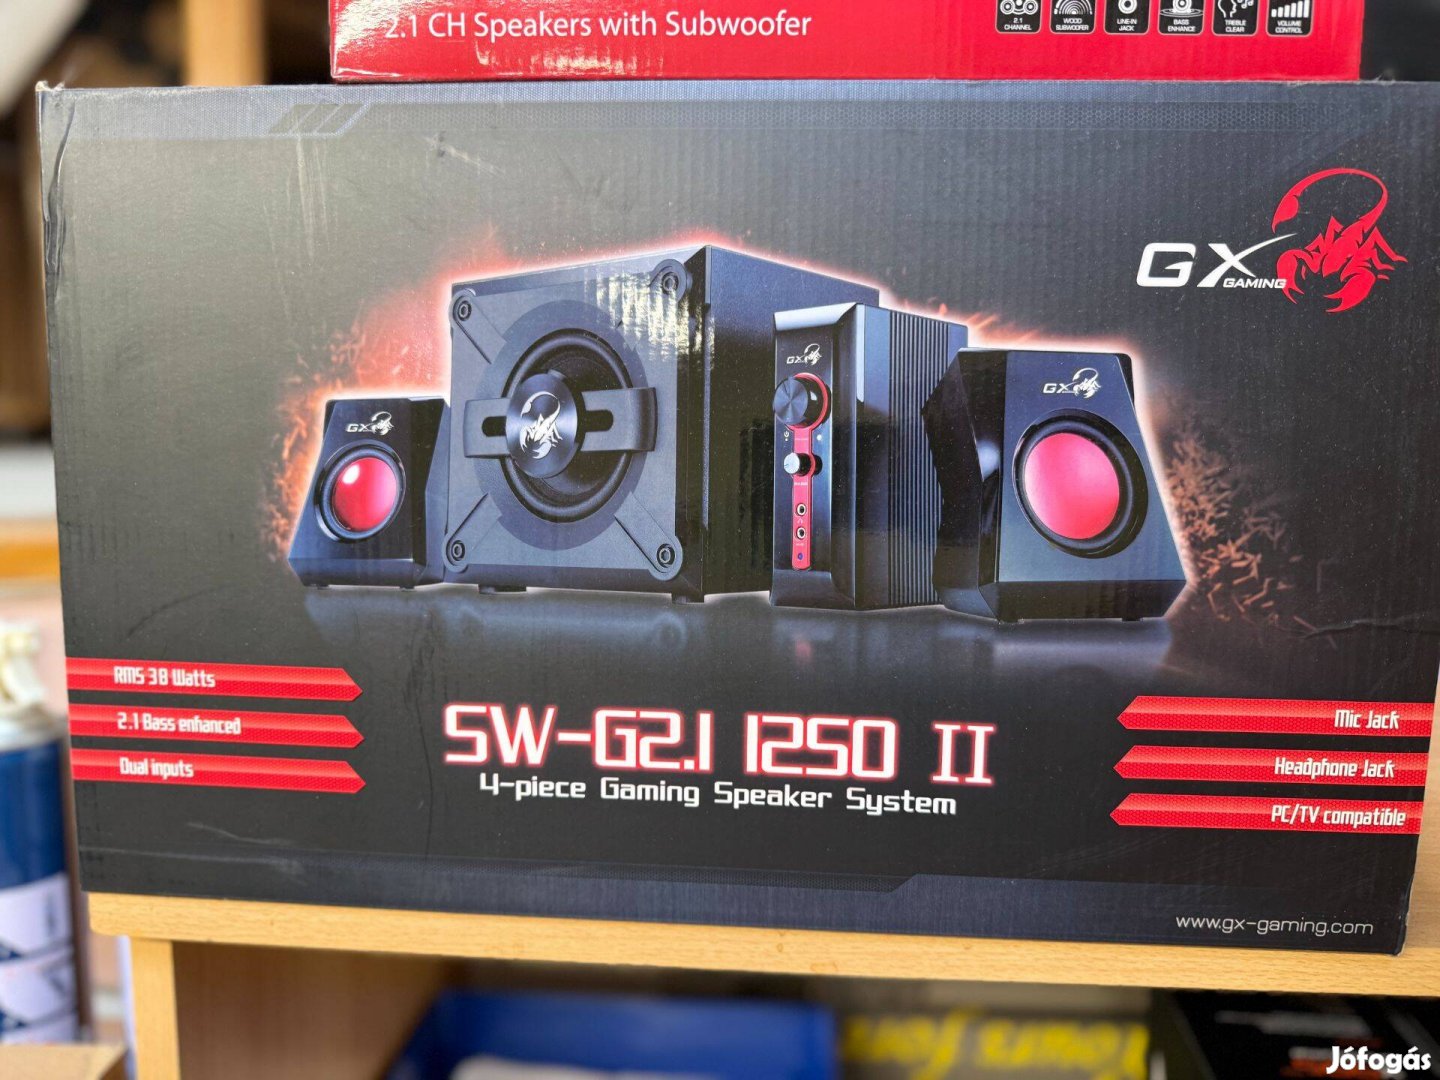 2.1 CH Speakers with Subwoofer
2.1 CHANNEL
WOOD SUBWOOFER
LINE-IN JACK
BASS ENHANCE
TREBLE CLEAR
VOLUME CONTROL
GX GAMING
GX
GX
GX
RMS 38 Watts
2.1 Bass enhanced
Dual inputs
SW-G2.1 1250 II
4-piece Gaming Speaker System
Mic Jack
Headphone Jack
PC/TV compatible
www.gx-gaming.com
Jófogás